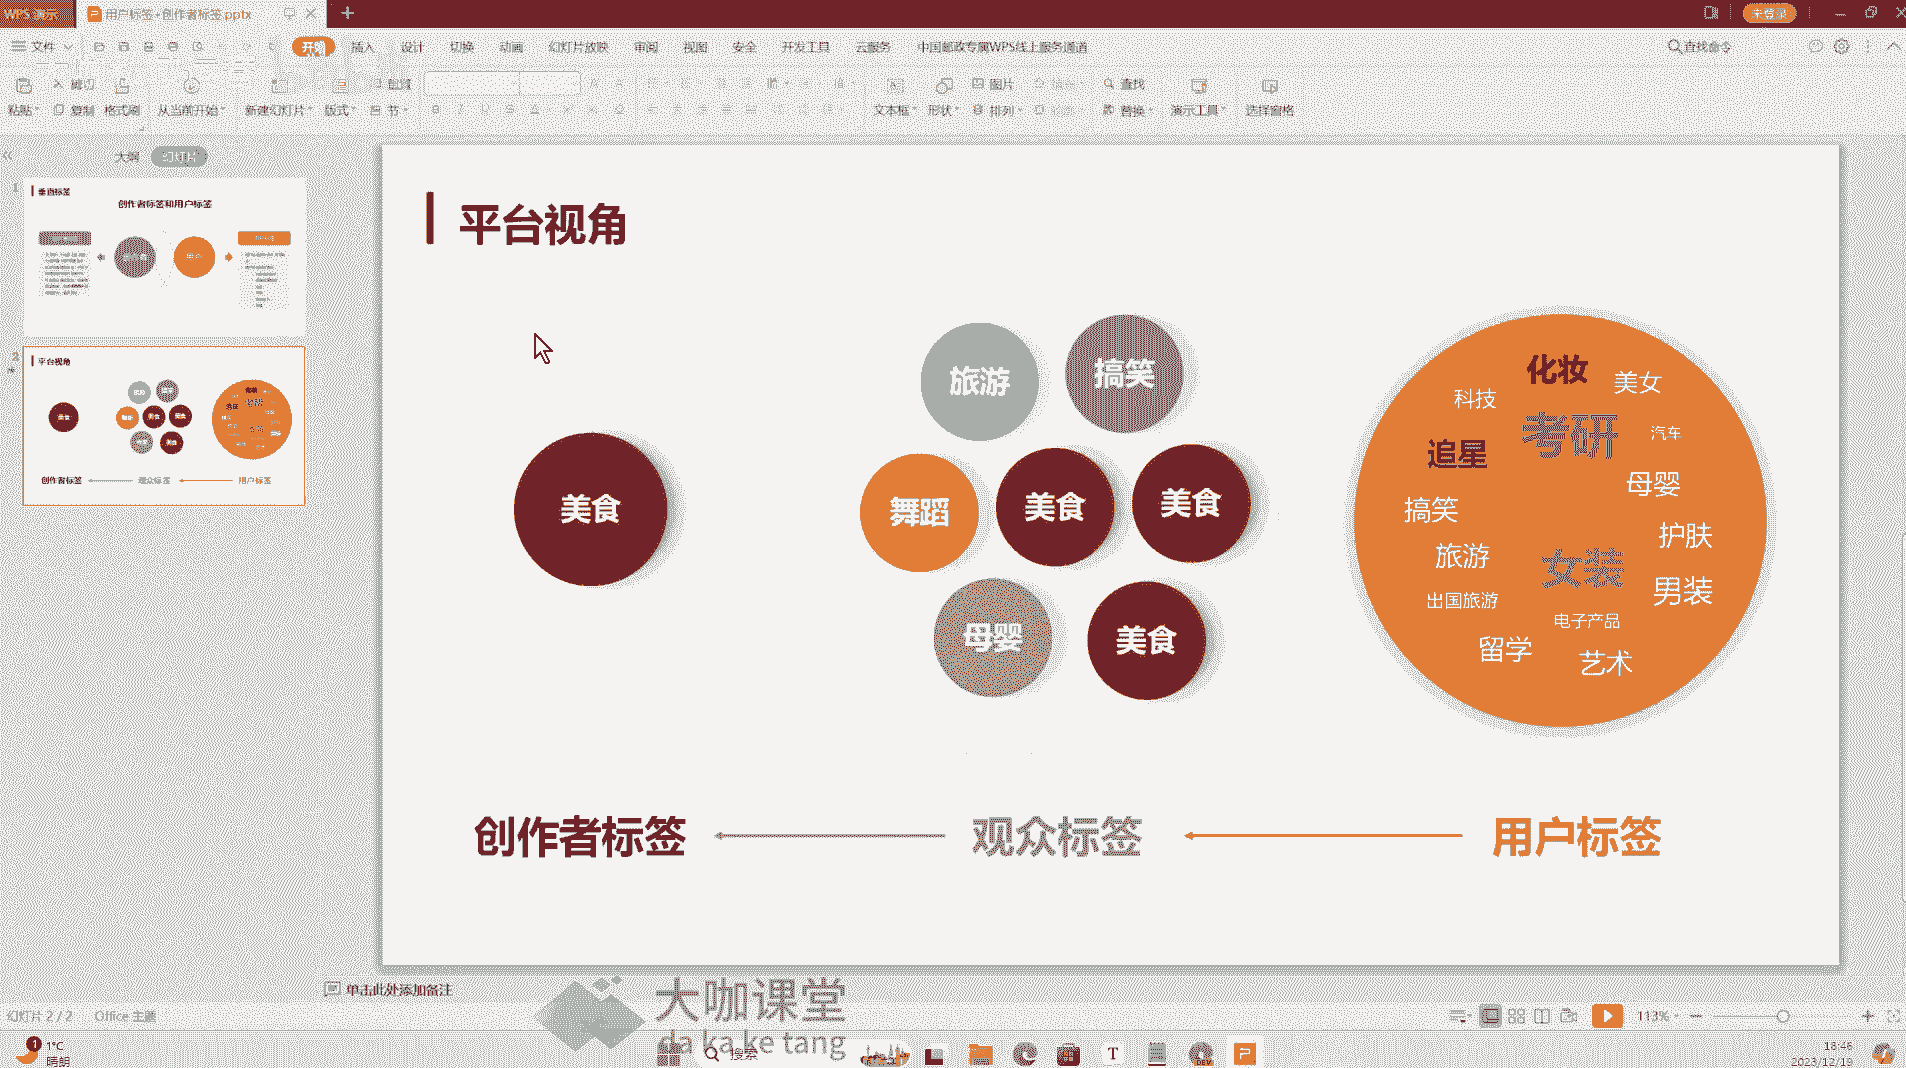 WPS 演示
用户标签+创作者标签.pptx
未登录
文件
开始
插入
设计
切换
动画
幻灯片放映
审阅
视图
安全
开发工具
云服务
中国邮政专属WPS线上服务通道
查找命令
粘贴
剪切
复制
格式刷
从当前开始
新建幻灯片
版式
重置
节
文本框
形状
图片
排列
查找
替换
演示工具
选择窗格
大纲
幻灯片
1
垂直标签
创作者标签和用户标签
2
平台视角
美食
创作者标签
观众标签
用户标签
平台视角
美食
旅游
搞笑
舞蹈
美食
美食
母婴
美食
化妆
美女
科技
考研
汽车
追星
母婴
搞笑
护肤
旅游
女装
男装
出国旅游
电子产品
留学
艺术
创作者标签
观众标签
用户标签
单击此处添加备注
大咖课堂
da ka ke tang
幻灯片 2 / 2
Office 主题
113%
1
1°C
晴朗
搜索
18:46
2023/12/19